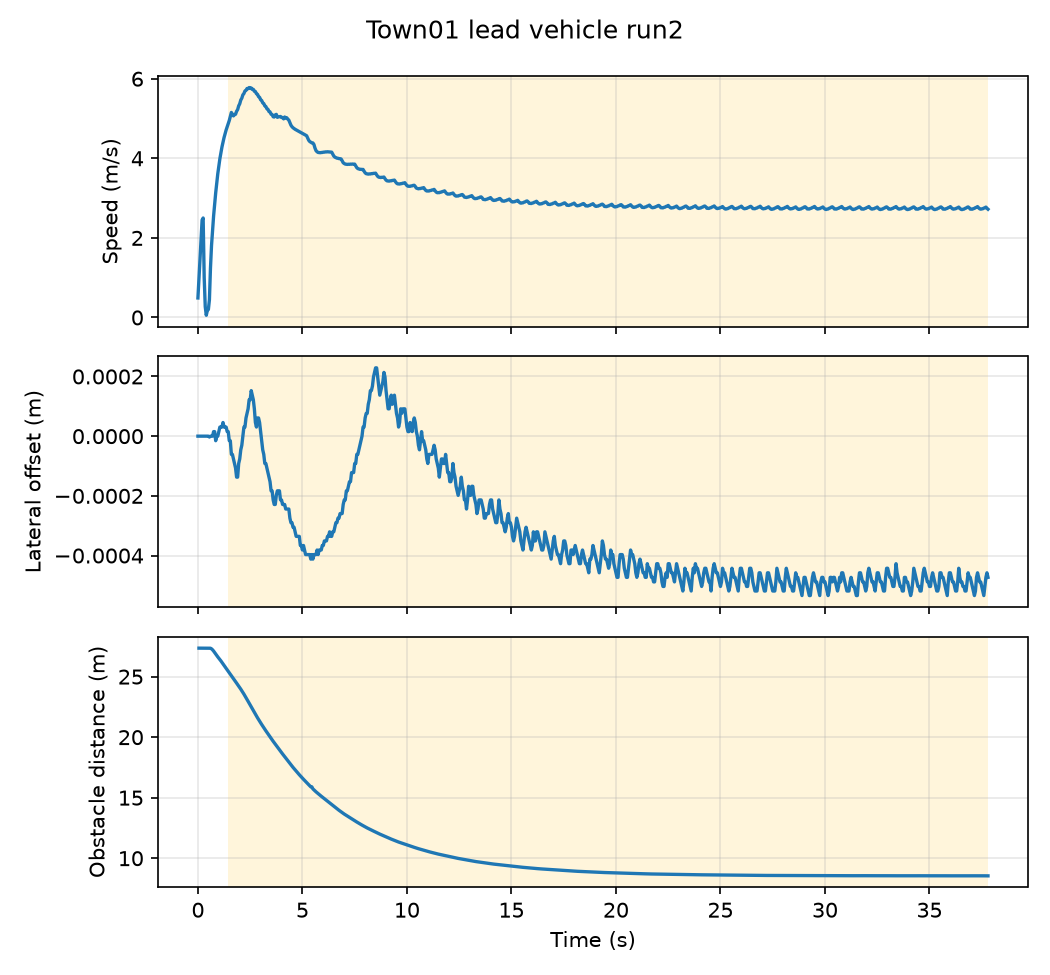 Town01 lead vehicle run2
Speed (m/s)
6
4
2
0
Lateral offset (m)
0.0002
0.0000
−0.0002
−0.0004
Obstacle distance (m)
25
20
15
10
0 5 10 15 20 25 30 35
Time (s)